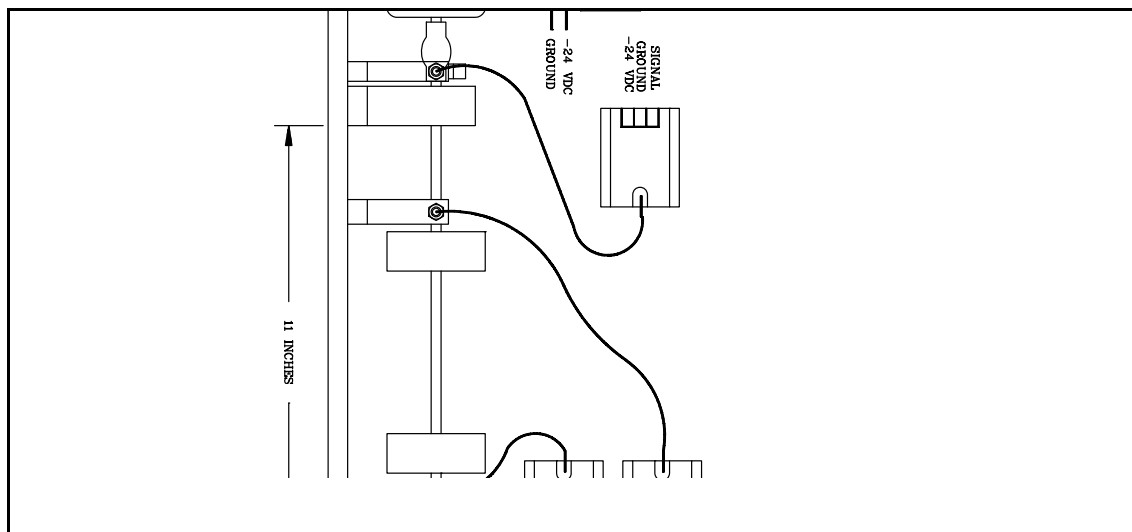 -24 VDC
GROUND
SIGNAL
GROUND
-24 VDC
11 INCHES